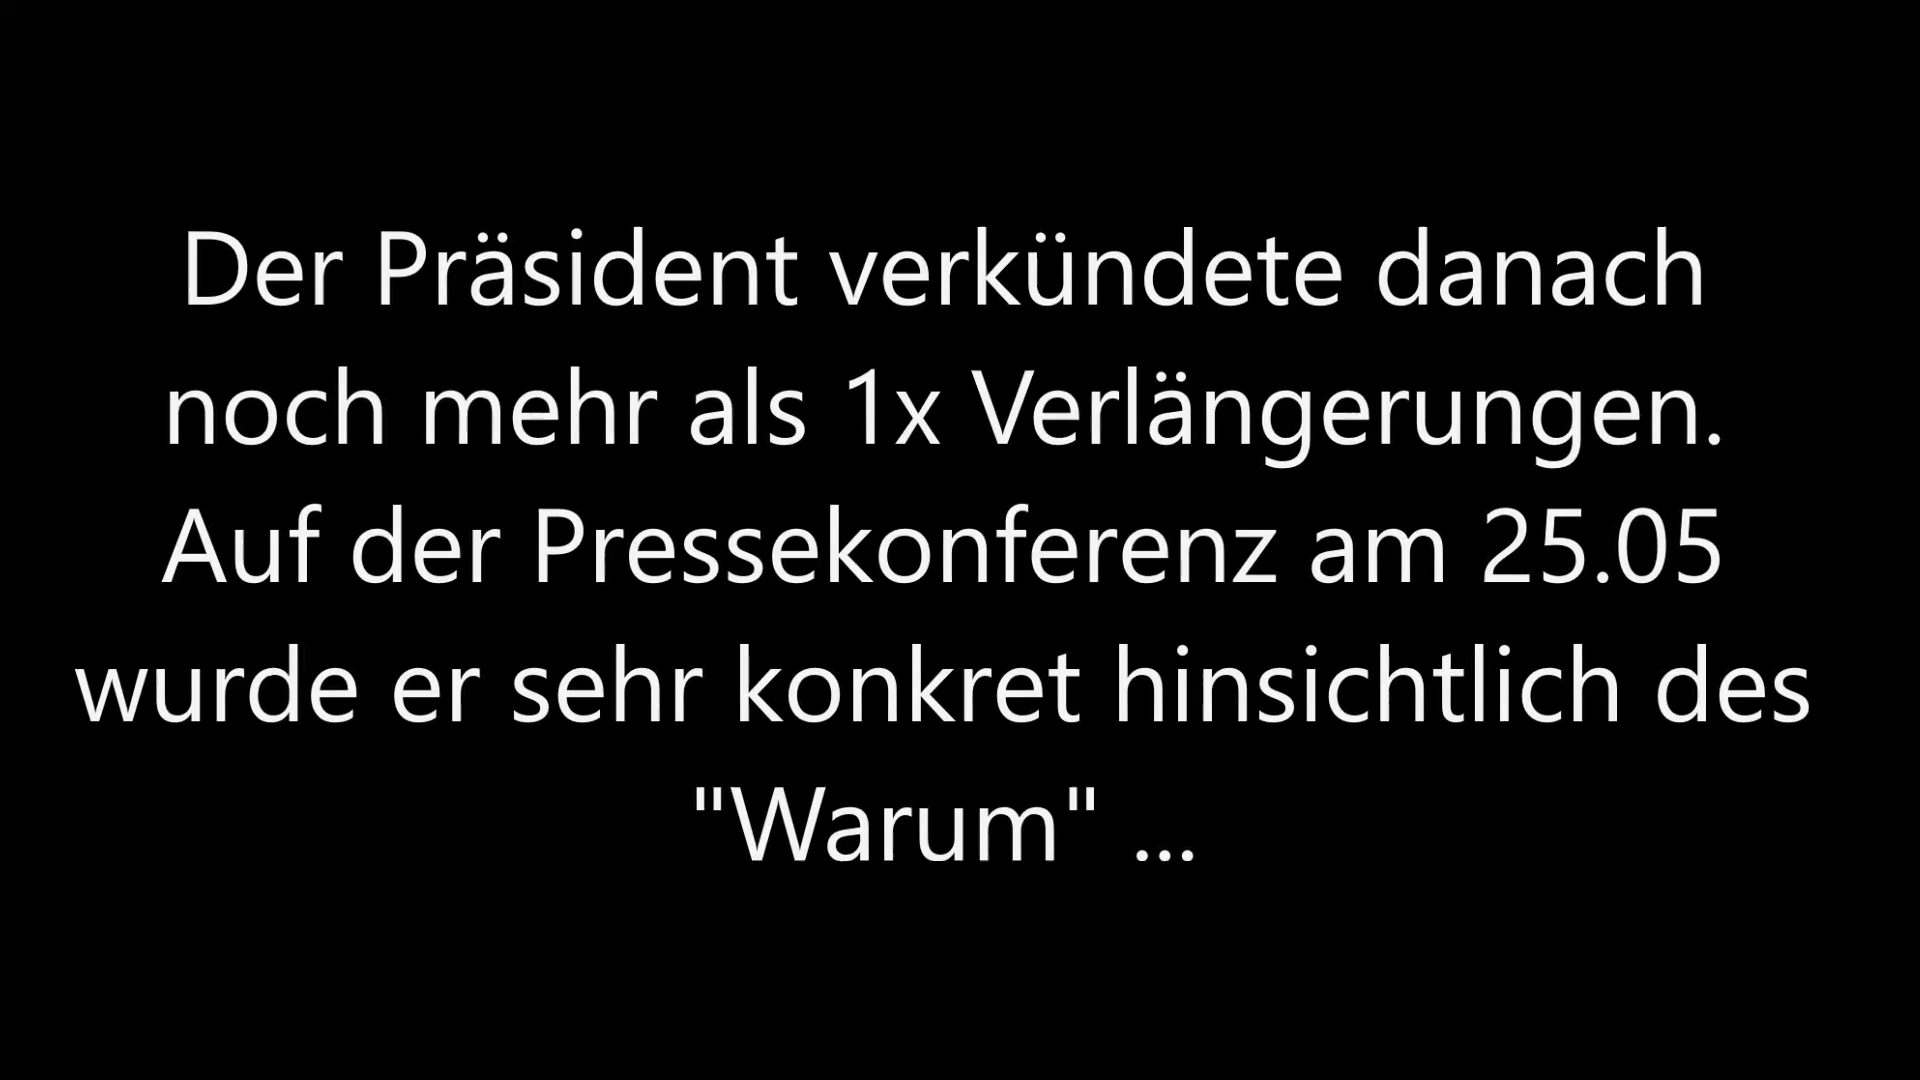 Der Präsident verkündete danach
noch mehr als 1x Verlängerungen.
Auf der Pressekonferenz am 25.05
wurde er sehr konkret hinsichtlich des
"Warum" ...